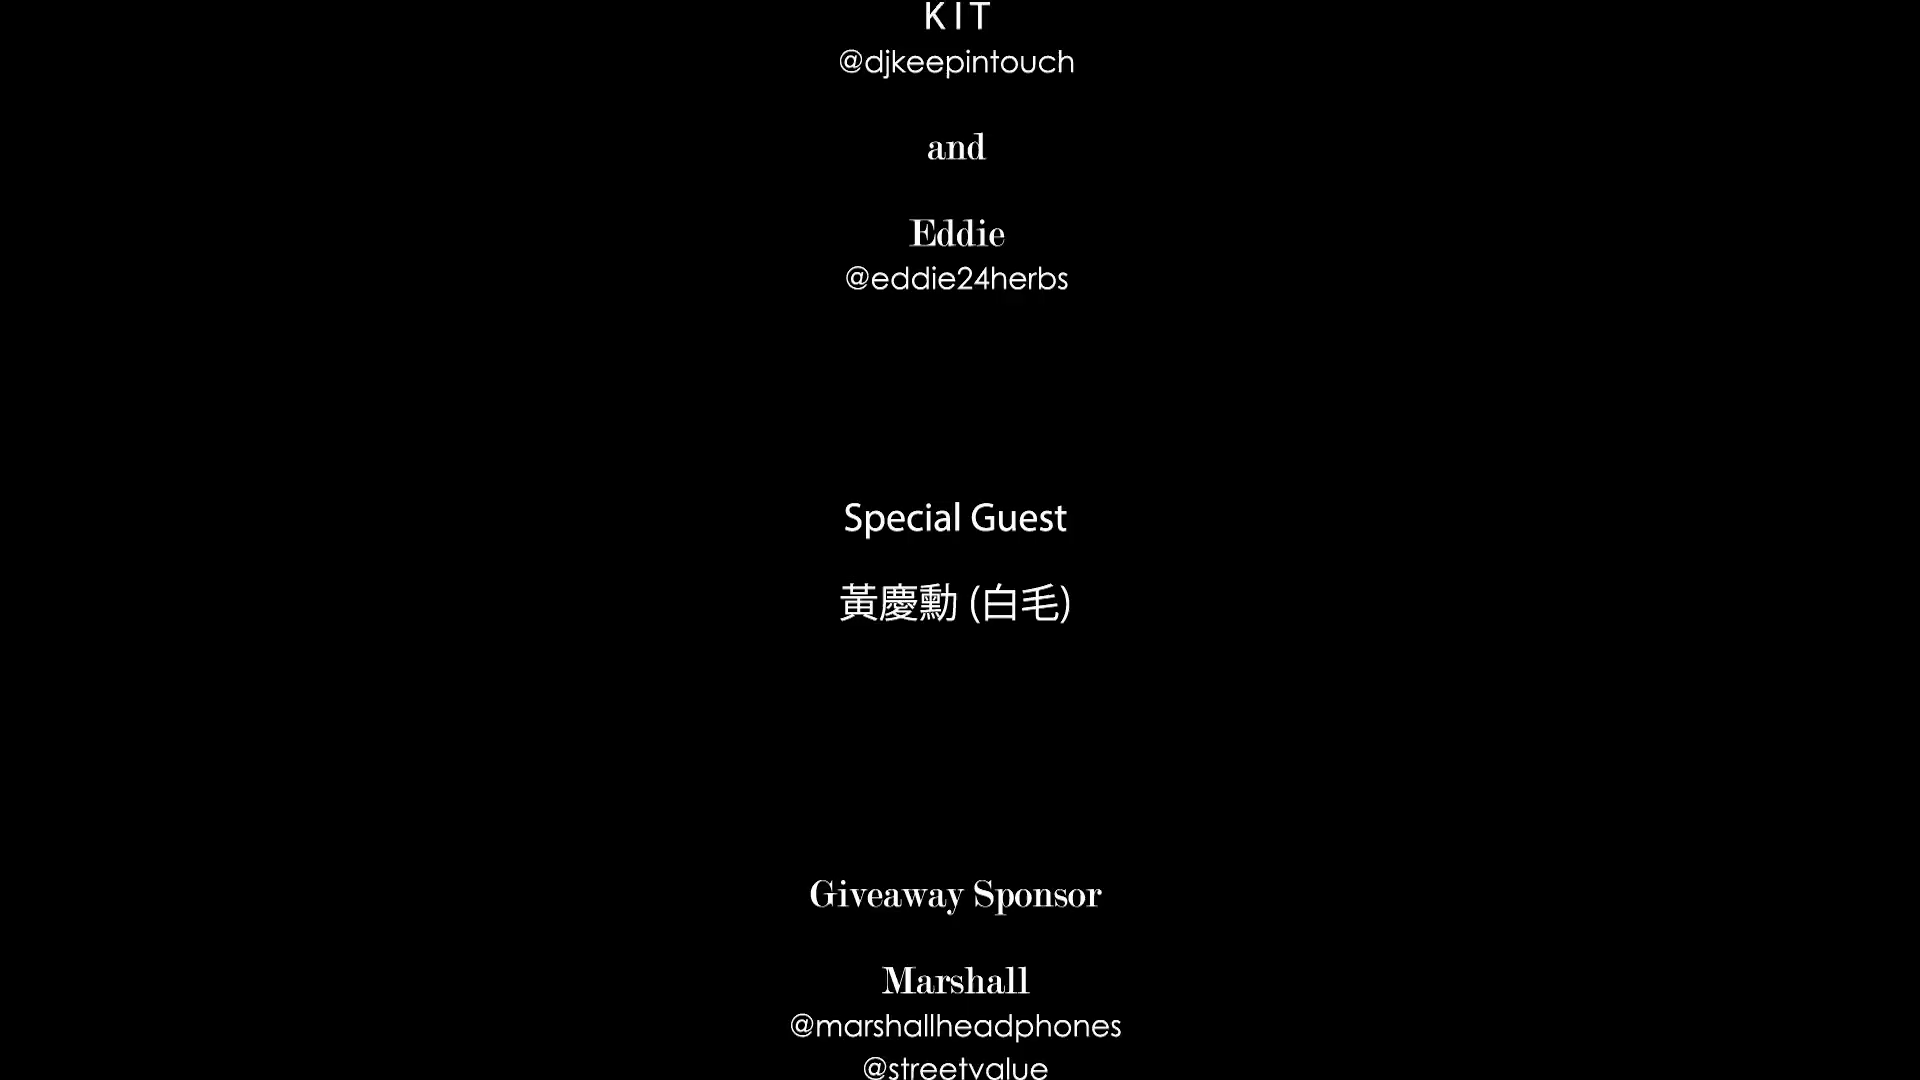 KIT
@djkeepintouch
and
Eddie
@eddie24herbs
Special Guest
黃慶勳 (白毛)
Giveaway Sponsor
Marshall
@marshallheadphones
@streetvalue